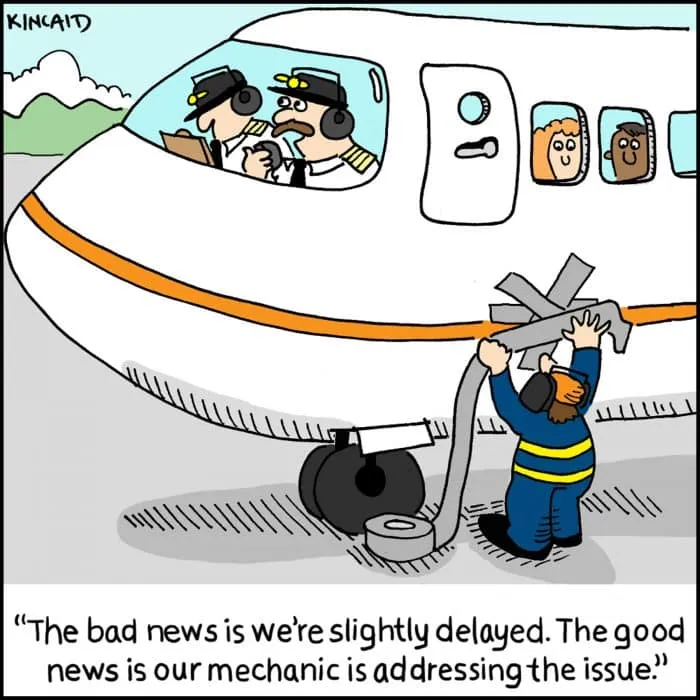 KINCAID
"The bad news is we're slightly delayed. The good
news is our mechanic is addressing the issue."